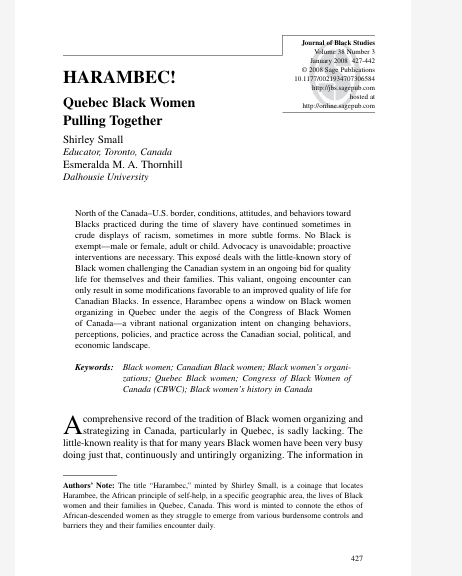 Journal of Black Studies
Volume 38 Number 3
January 2008 427-442
© 2008 Sage Publications
10.1177/0021934707306584
http://jbs.sagepub.com
hosted at
http://online.sagepub.com
HARAMBEC!
Quebec Black Women
Pulling Together
Shirley Small
Educator, Toronto, Canada
Esmeralda M. A. Thornhill
Dalhousie University
North of the Canada–U.S. border, conditions, attitudes, and behaviors toward
Blacks practiced during the time of slavery have continued sometimes in
crude displays of racism, sometimes in more subtle forms. No Black is
exempt—male or female, adult or child. Advocacy is unavoidable; proactive
interventions are necessary. This exposé deals with the little-known story of
Black women challenging the Canadian system in an ongoing bid for quality
life for themselves and their families. This valiant, ongoing encounter can
only result in some modifications favorable to an improved quality of life for
Canadian Blacks. In essence, Harambec opens a window on Black women
organizing in Quebec under the aegis of the Congress of Black Women
of Canada—a vibrant national organization intent on changing behaviors,
perceptions, policies, and practice across the Canadian social, political, and
economic landscape.
Keywords: Black women; Canadian Black women; Black women's organi-
zations; Quebec Black women; Congress of Black Women of
Canada (CBWC); Black women's history in Canada
A comprehensive record of the tradition of Black women organizing and
strategizing in Canada, particularly in Quebec, is sadly lacking. The
little-known reality is that for many years Black women have been very busy
doing just that, continuously and untiringly organizing. The information in
Authors' Note: The title "Harambec," minted by Shirley Small, is a coinage that locates
Harambee, the African principle of self-help, in a specific geographic area, the lives of Black
women and their families in Quebec, Canada. This word is minted to connote the ethos of
African-descended women as they struggle to emerge from various burdensome controls and
barriers they and their families encounter daily.
427